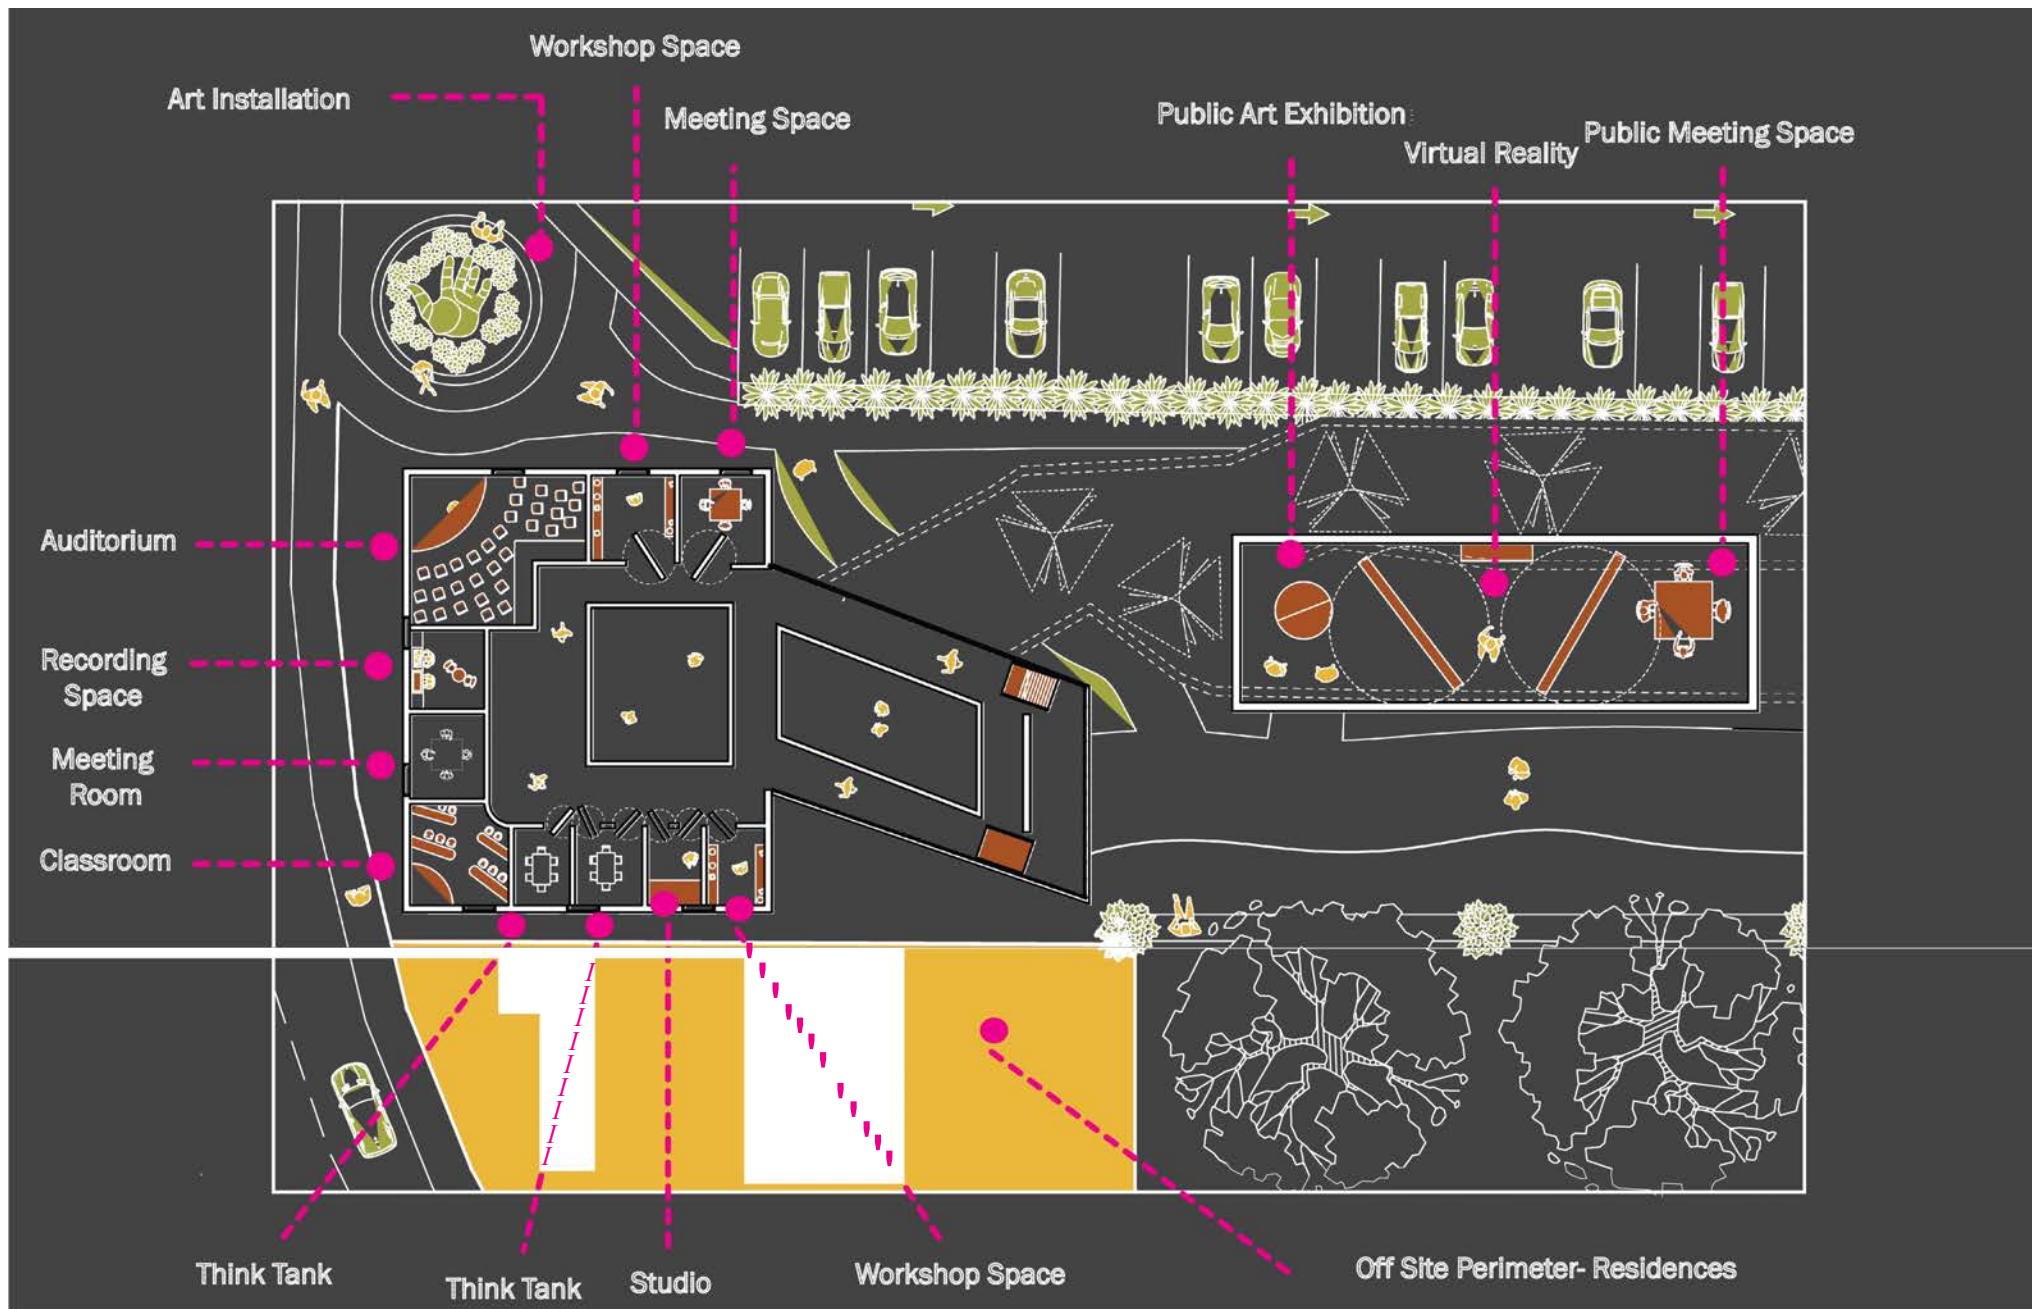 Workshop Space
Art Installation
Meeting Space
Public Art Exhibition
Virtual Reality
Public Meeting Space
Auditorium
Recording
Space
Meeting
Room
Classroom
Think Tank
Think Tank
Studio
Workshop Space
Off Site Perimeter- Residences